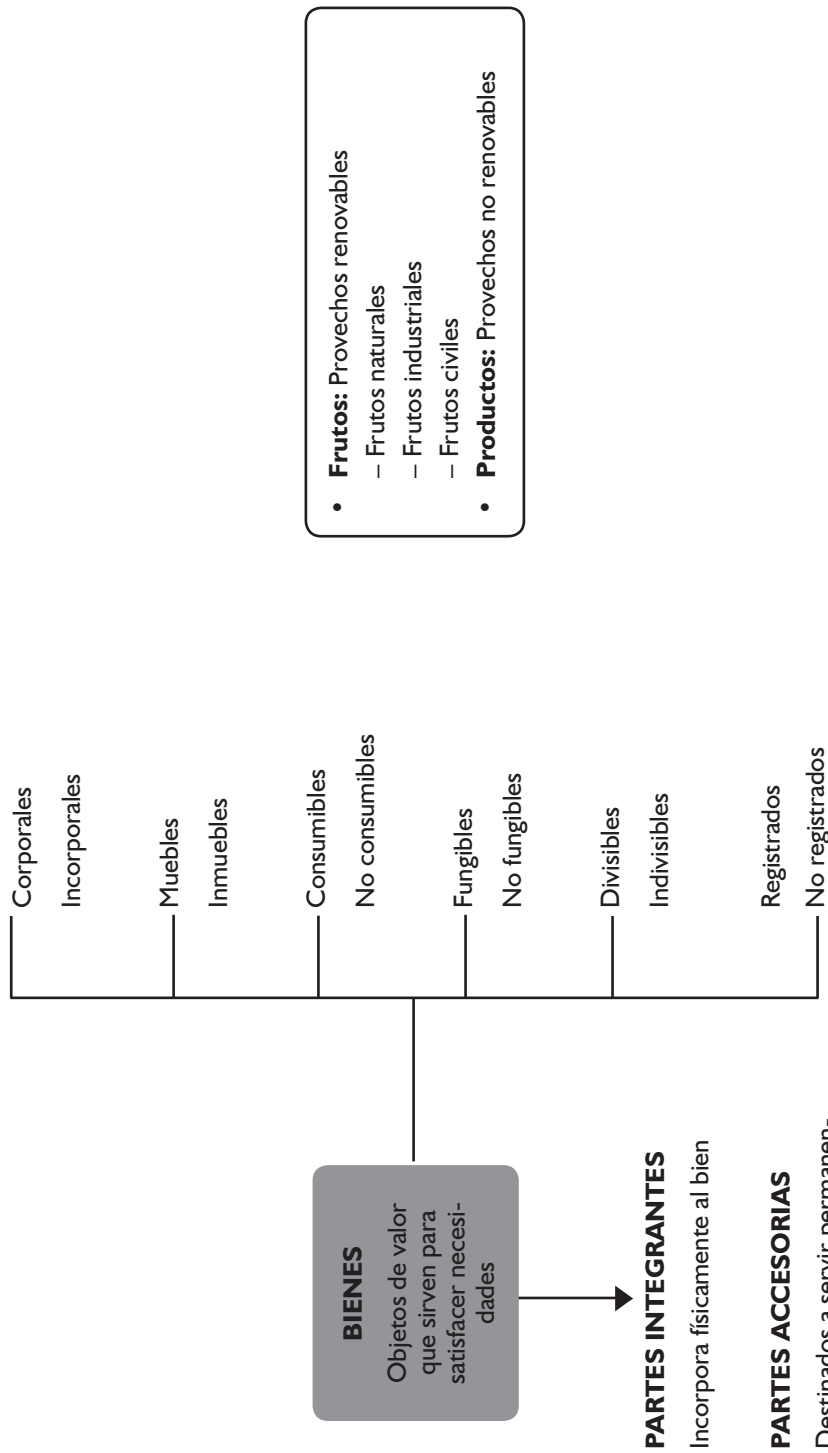 BIENES
Objetos de valor
que sirven para
satisfacer necesi-
dades
PARTES INTEGRANTES
Incorpora físicamente al bien
PARTES ACCESORIAS
Destinados a servir permanen-
Corporales
Incorporales
Muebles
Inmuebles
Consumibles
No consumibles
Fungibles
No fungibles
Divisibles
Indivisibles
Registrados
No registrados
• Frutos: Provechos renovables
– Frutos naturales
– Frutos industriales
– Frutos civiles
• Productos: Provechos no renovables